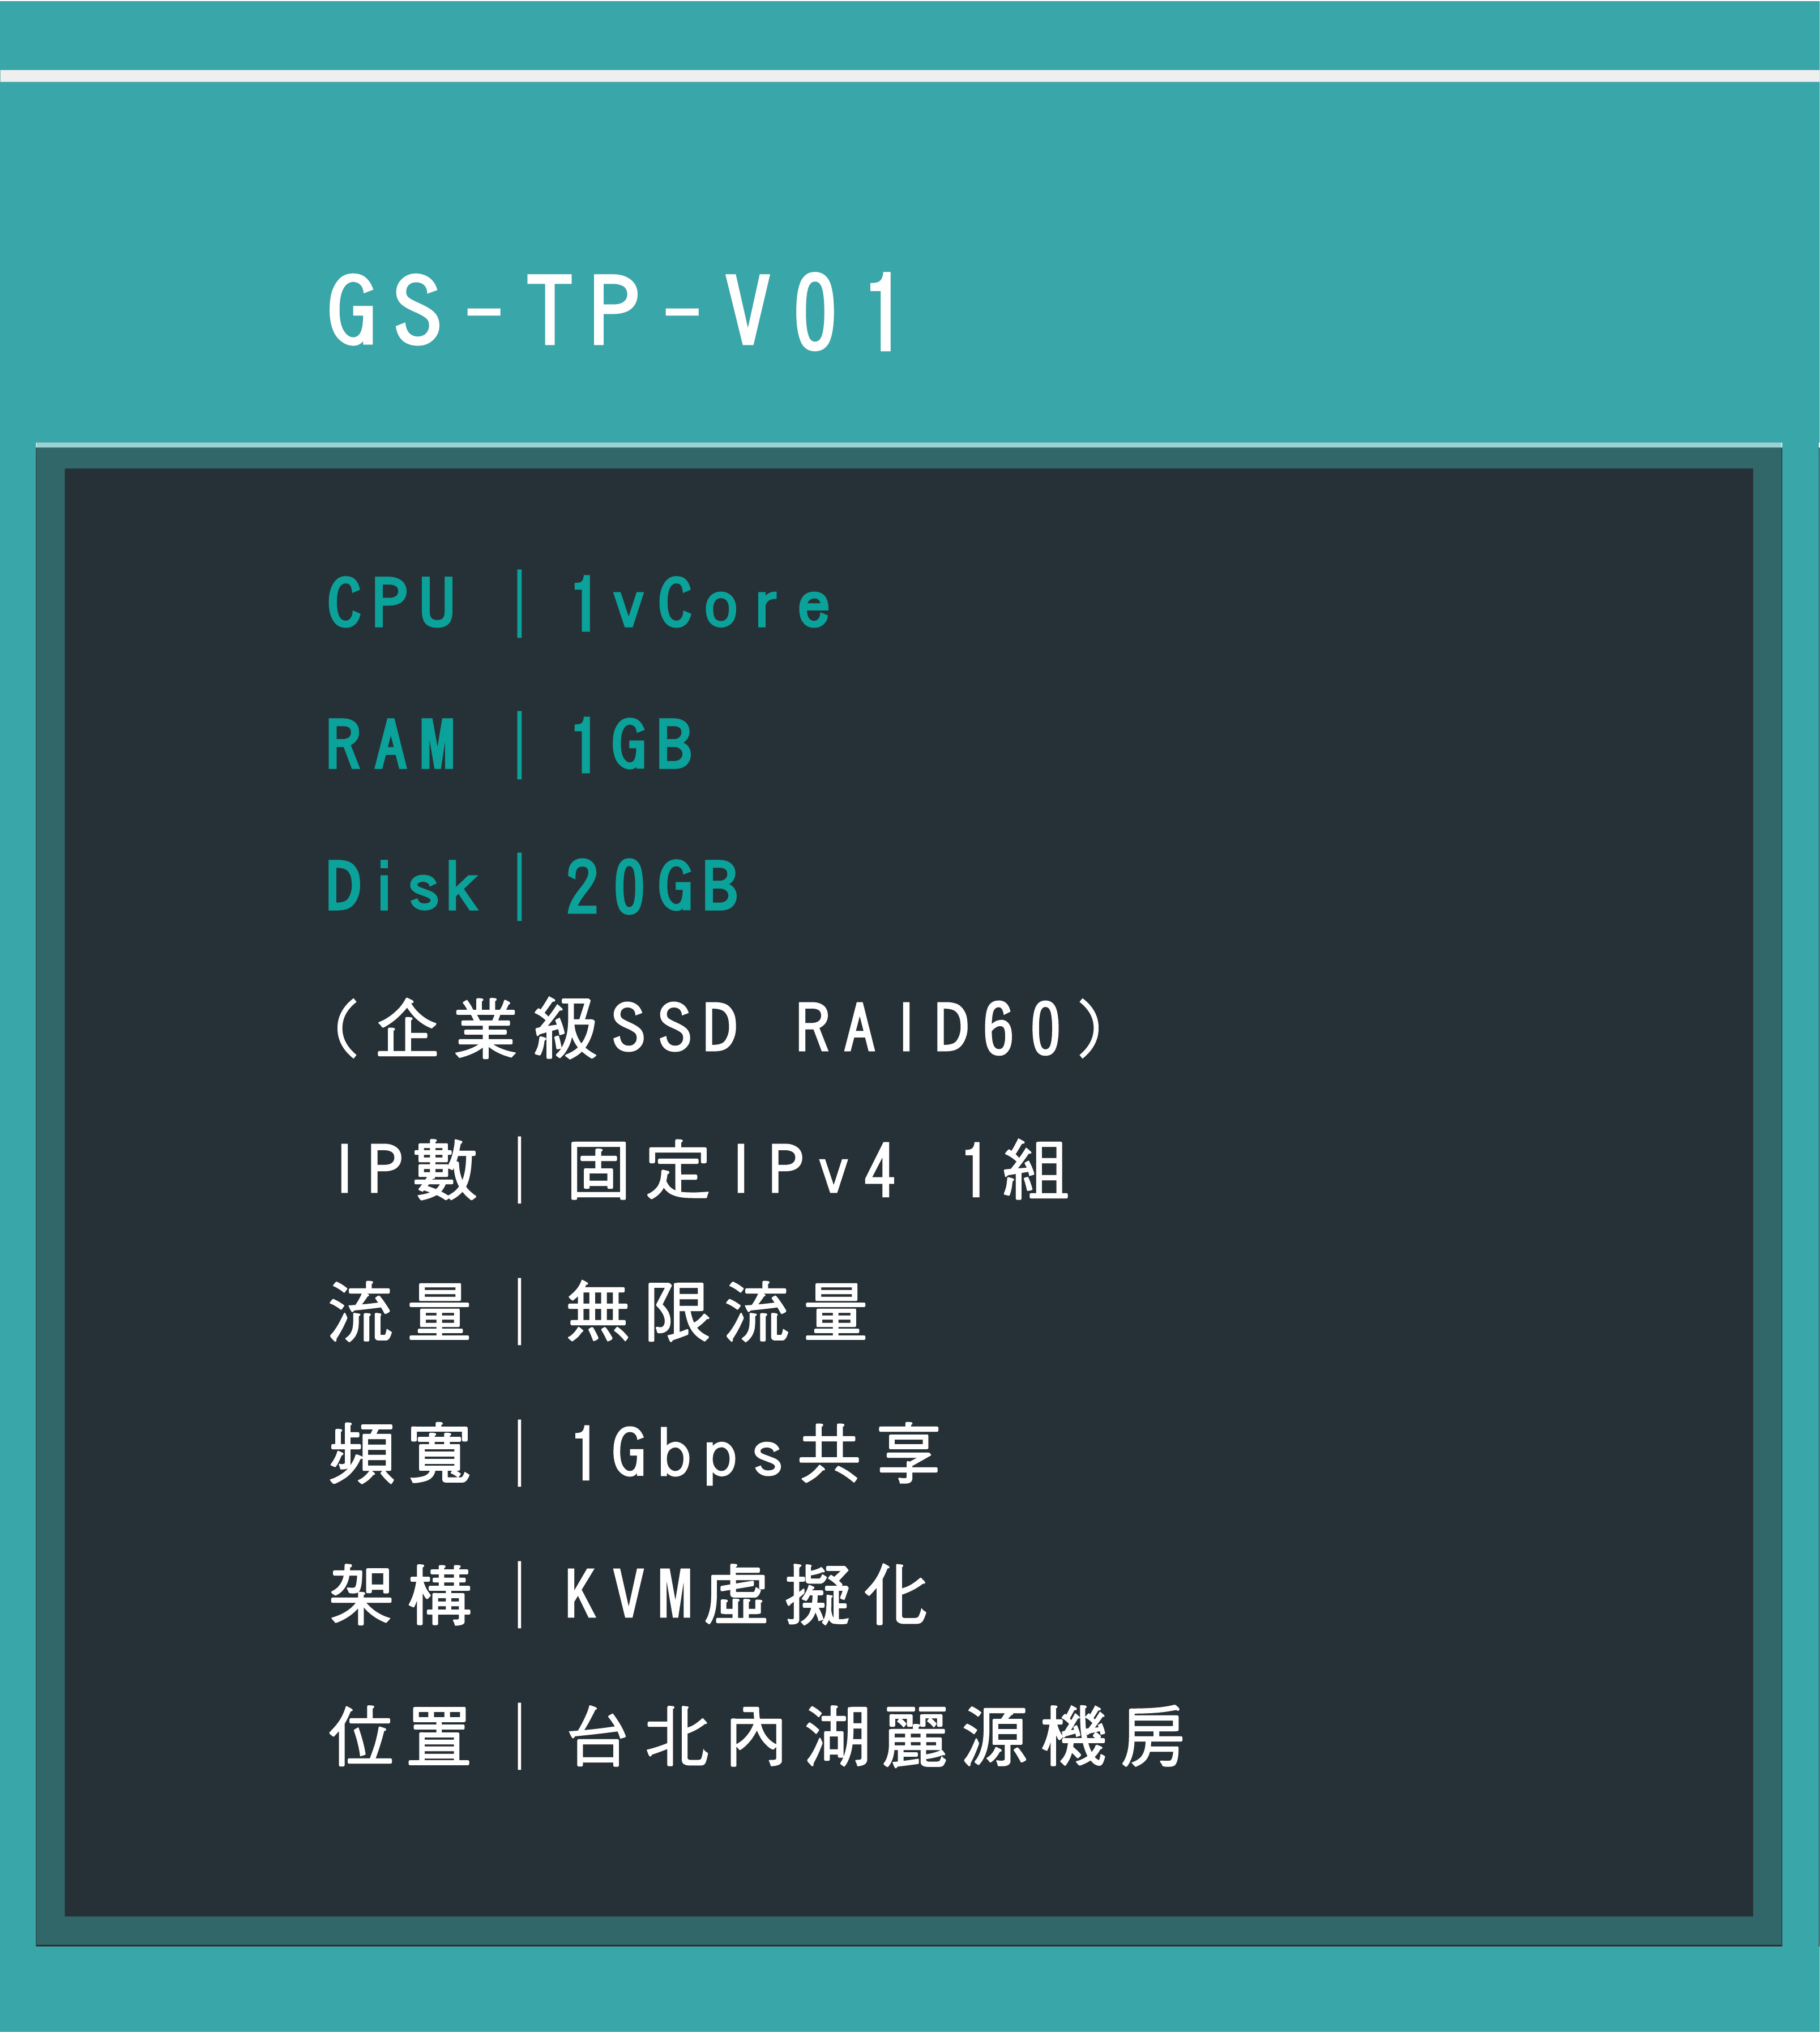 GS-TP-V01
CPU | 1vCore
RAM | 1GB
Disk | 20GB
(企業級SSD RAID60)
IP數 | 固定IPv4 1組
流量 | 無限流量
頻寬 | 1Gbps共享
架構 | KVM虛擬化
位置 | 台北內湖麗源機房